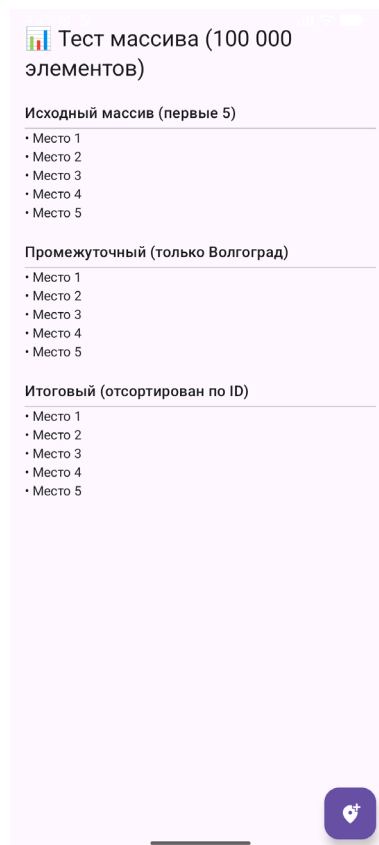 📊 Тест массива (100 000
элементов)
Исходный массив (первые 5)
• Место 1
• Место 2
• Место 3
• Место 4
• Место 5
Промежуточный (только Волгоград)
• Место 1
• Место 2
• Место 3
• Место 4
• Место 5
Итоговый (отсортирован по ID)
• Место 1
• Место 2
• Место 3
• Место 4
• Место 5